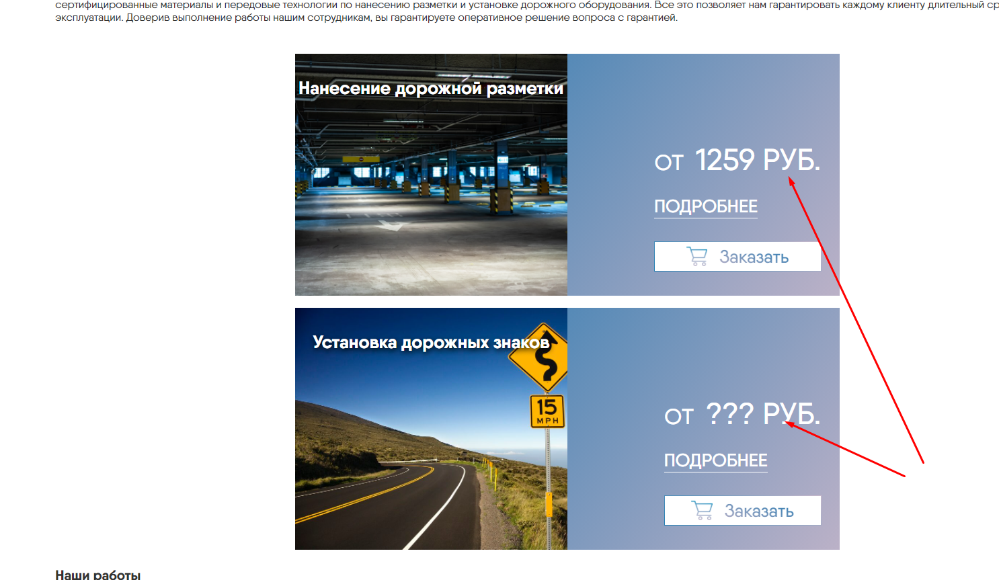 сертифицированные материалы и передовые технологии по нанесению разметки и установке дорожного оборудования. Все это позволяет нам гарантировать каждому клиенту длительный ср
эксплуатации. Доверив выполнение работы нашим сотрудникам, вы гарантируете оперативное решение вопроса с гарантией.
Нанесение дорожной разметки
от 1259 РУБ.
ПОДРОБНЕЕ
Заказать
Установка дорожных знаков
15
MPH
от ??? РУБ.
ПОДРОБНЕЕ
Заказать
Наши работы